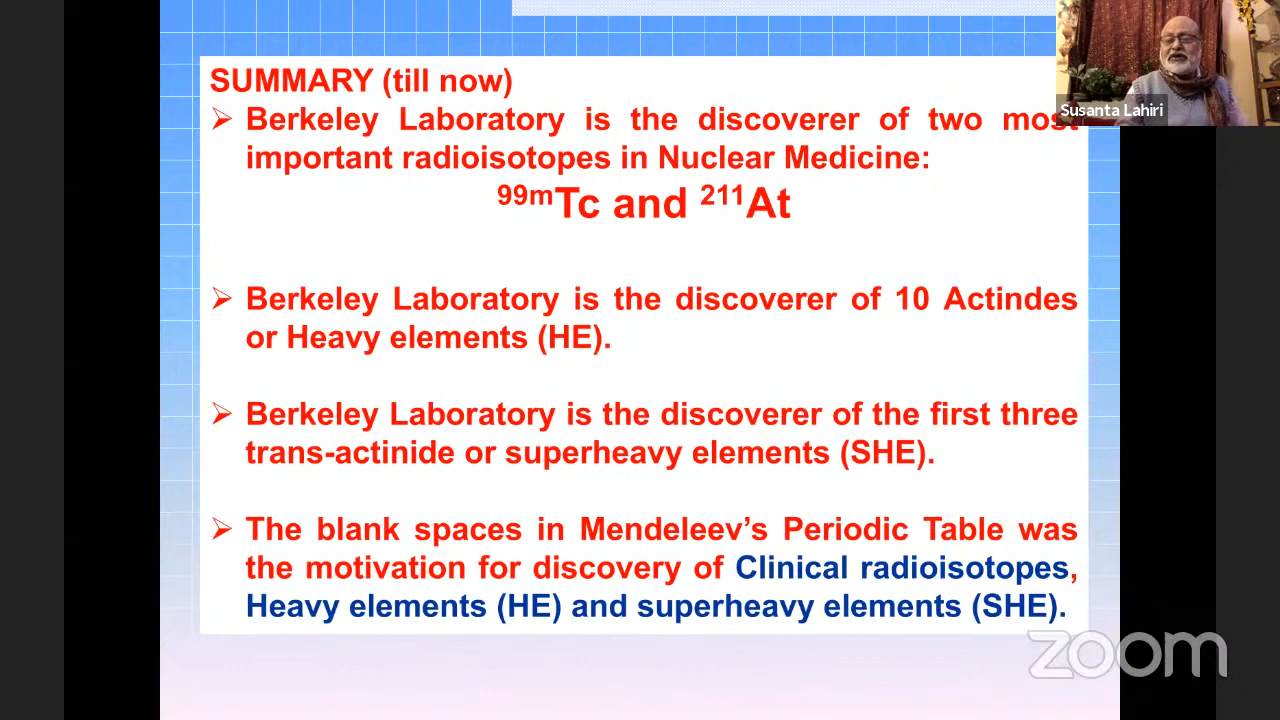 SUMMARY (till now)
➢ Berkeley Laboratory is the discoverer of two most
important radioisotopes in Nuclear Medicine:
99mTc and 211At
➢ Berkeley Laboratory is the discoverer of 10 Actindes
or Heavy elements (HE).
➢ Berkeley Laboratory is the discoverer of the first three
trans-actinide or superheavy elements (SHE).
➢ The blank spaces in Mendeleev’s Periodic Table was
the motivation for discovery of Clinical radioisotopes,
Heavy elements (HE) and superheavy elements (SHE).
Susanta Lahiri
zoom